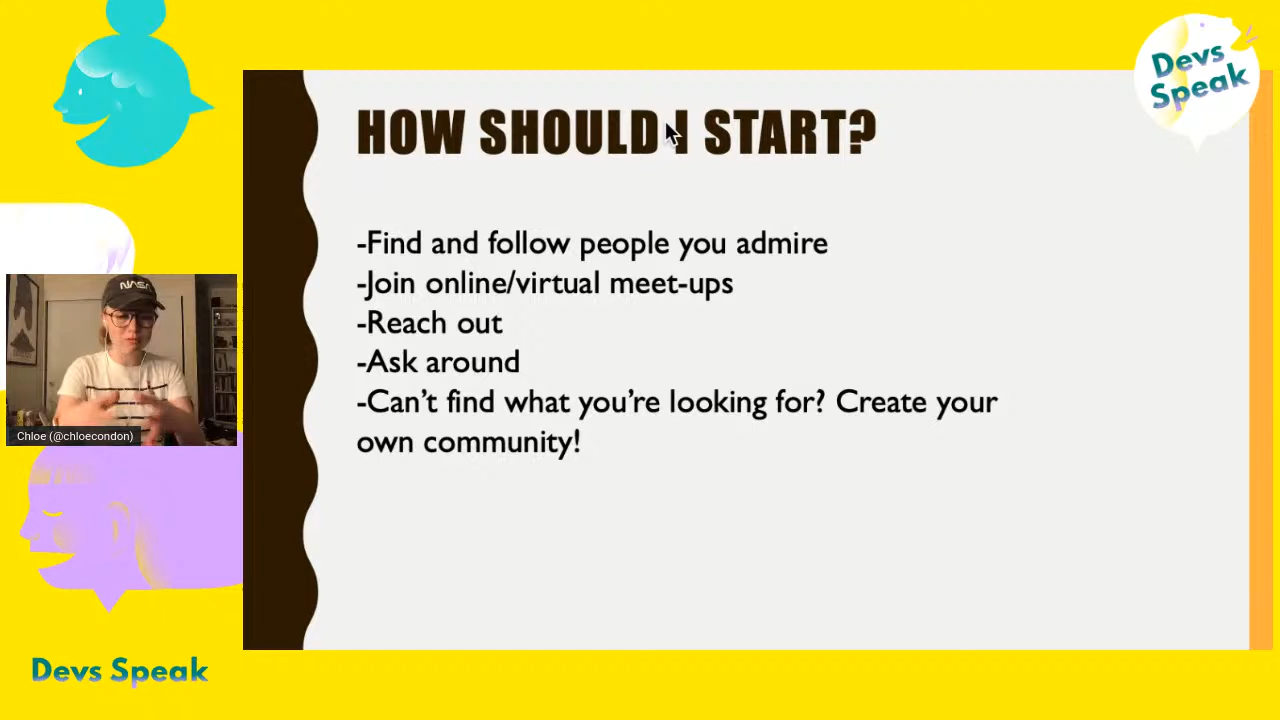 Devs
Speak
HOW SHOULD I START?
-Find and follow people you admire
-Join online/virtual meet-ups
-Reach out
-Ask around
-Can’t find what you’re looking for? Create your
own community!
NASA
Chloe (@chloecondon)
Devs Speak